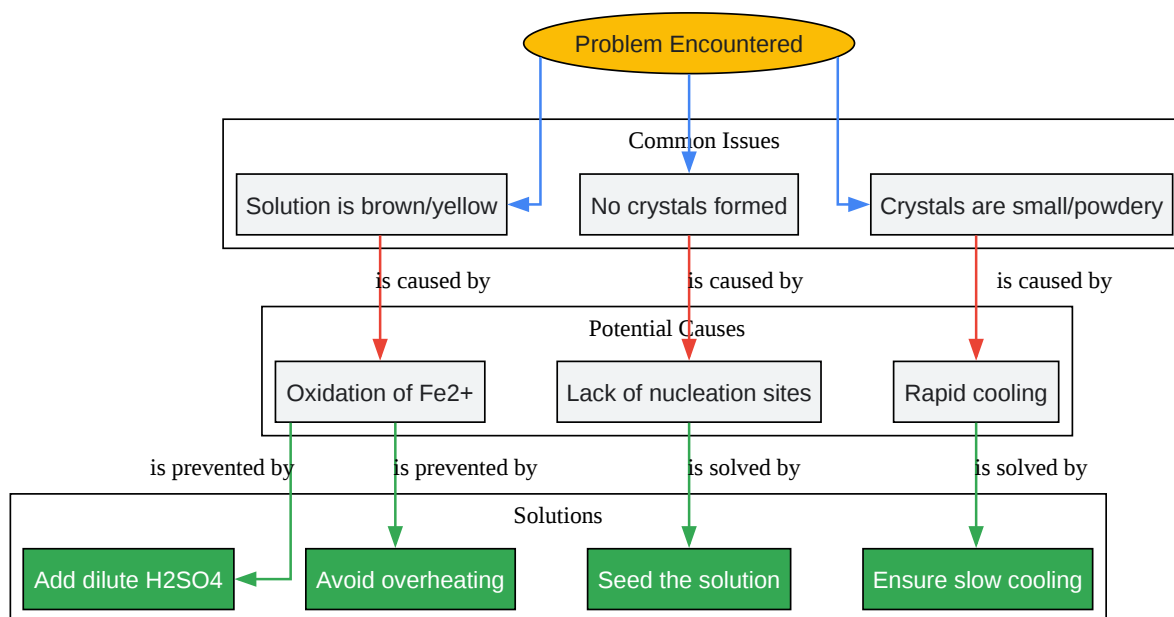 Problem Encountered
Common Issues
Solution is brown/yellow
No crystals formed
Crystals are small/powdery
is caused by
is caused by
is caused by
Potential Causes
Oxidation of Fe2+
Lack of nucleation sites
Rapid cooling
is prevented by
is prevented by
is solved by
is solved by
Solutions
Add dilute H2SO4
Avoid overheating
Seed the solution
Ensure slow cooling